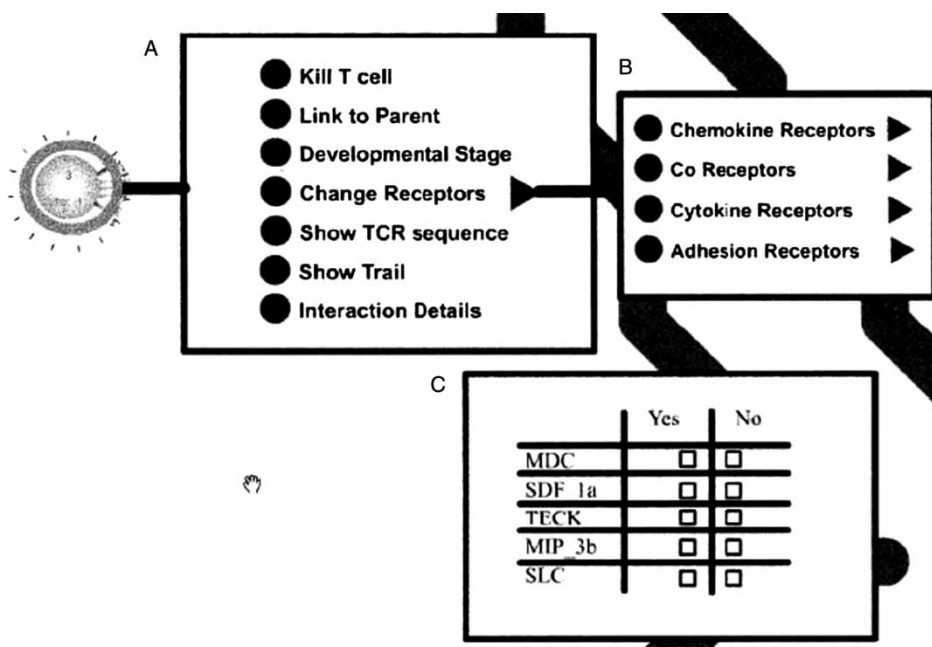 A
Kill T cell
Link to Parent
Developmental Stage
Change Receptors
Show TCR sequence
Show Trail
Interaction Details
3
B
Chemokine Receptors
Co Receptors
Cytokine Receptors
Adhesion Receptors
C
Yes No
MDC
SDF_1a
TECK
MIP_3b
SLC